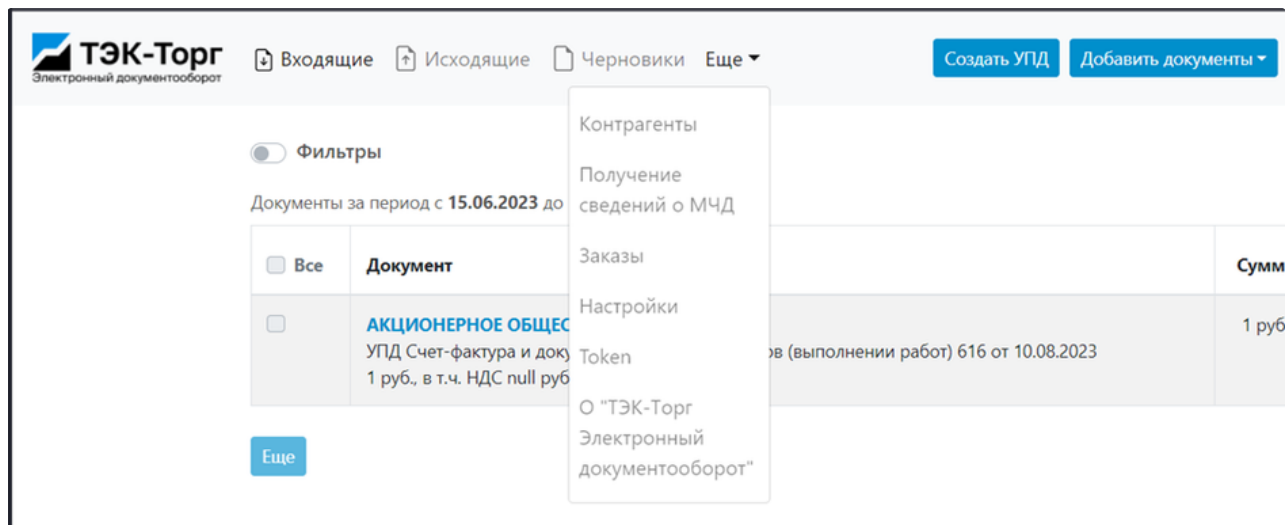 ТЭК-Торг
Электронный документооборот
Входящие Исходящие Черновики Еще
Создать УПД Добавить документы
Контрагенты
Получение
сведений о МЧД
Заказы
Настройки
Token
О "ТЭК-Торг
Электронный
документооборот"
Фильтры
Документы за период с 15.06.2023 до
Все Документ Сумм
АКЦИОНЕРНОЕ ОБЩЕС 1 руб
УПД Счет-фактура и доку ов (выполнении работ) 616 от 10.08.2023
1 руб., в т.ч. НДС null руб
Еще